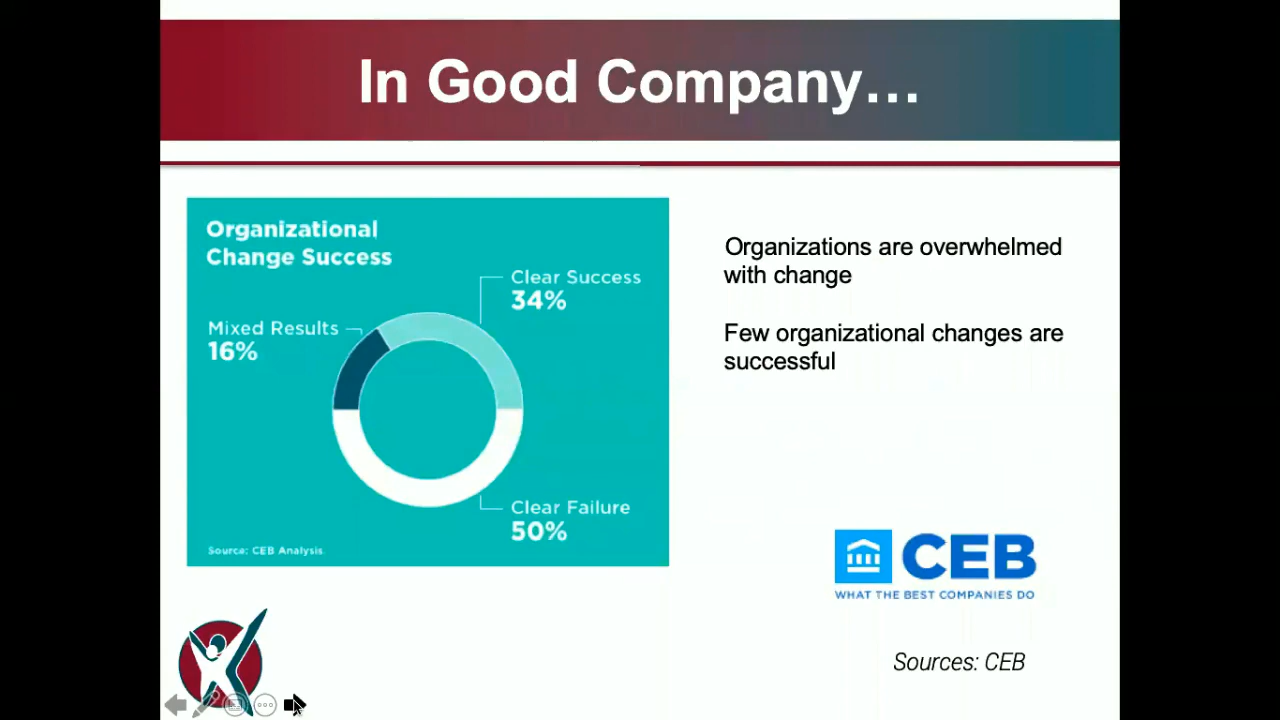 In Good Company...
Organizational
Change Success
Clear Success
34%
Mixed Results
16%
Clear Failure
50%
Source: CEB Analysis
Organizations are overwhelmed
with change
Few organizational changes are
successful
CEB
WHAT THE BEST COMPANIES DO
Sources: CEB